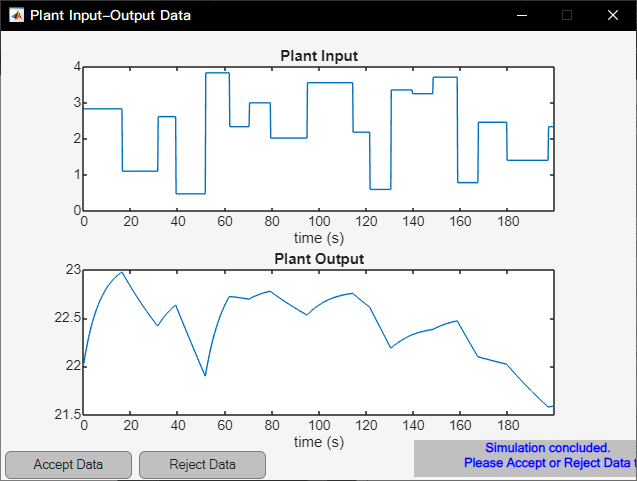 Plant Input-Output Data
Plant Input
4
3
2
1
0
0 20 40 60 80 100 120 140 160 180
time (s)
Plant Output
23
22.5
22
21.5
0 20 40 60 80 100 120 140 160 180
time (s)
Accept Data Reject Data
Simulation concluded.
Please Accept or Reject Data